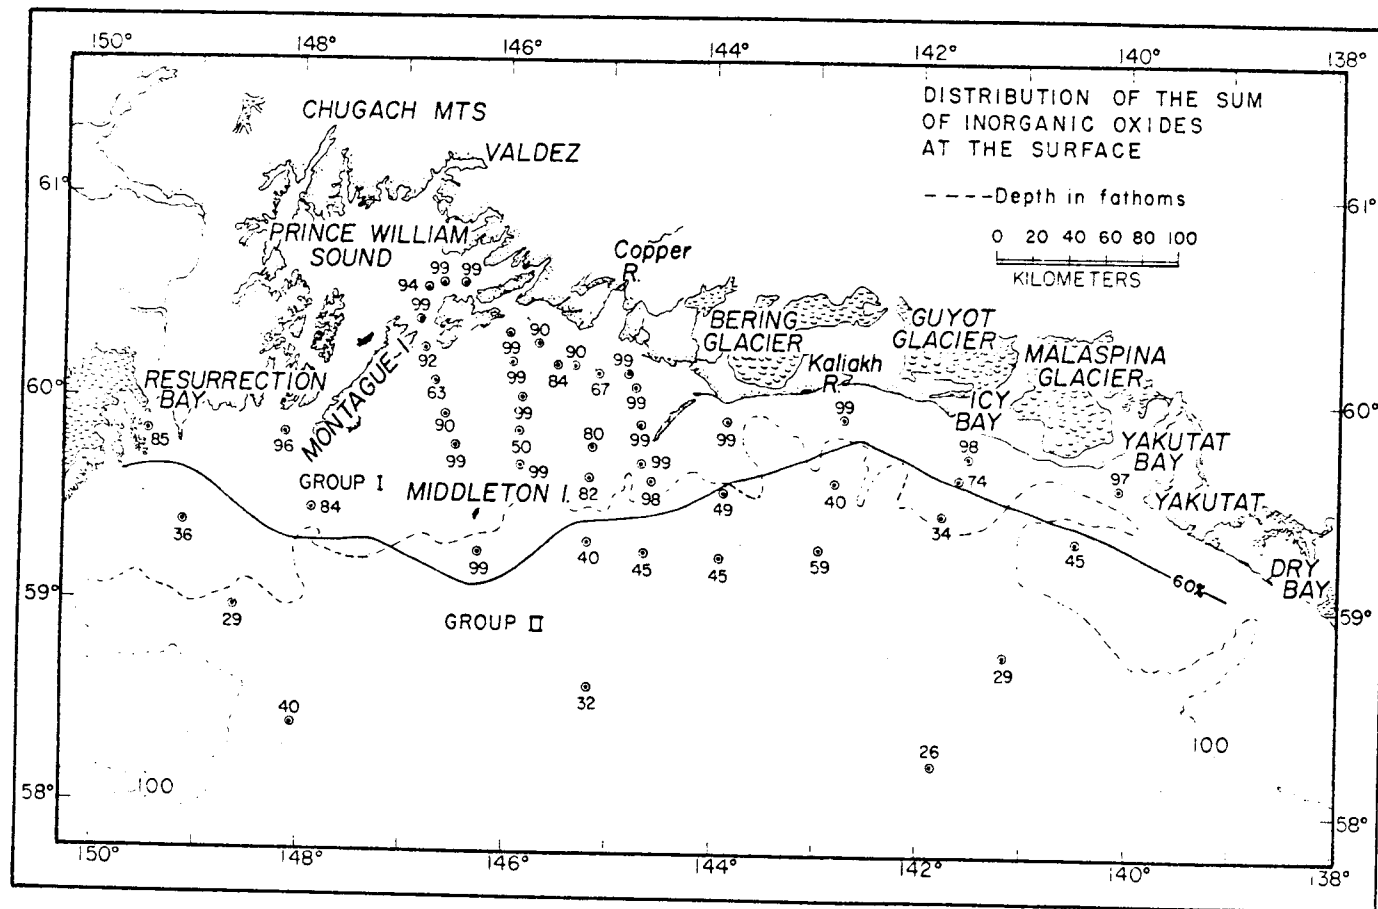 150° 148° 146° 144° 142° 140° 138°
DISTRIBUTION OF THE SUM
OF INORGANIC OXIDES
AT THE SURFACE
----Depth in fathoms
0 20 40 60 80 100
KILOMETERS
CHUGACH MTS
VALDEZ
61°
61°
PRINCE WILLIAM
SOUND
Copper
R.
99 99
94
99
BERING
GLACIER
GUYOT
GLACIER
MALASPINA
GLACIER
Kaliakh
R.
92
99
90
90
99
84
67
99
60°
60°
RESURRECTION
BAY
MONTAGUE I.
ICY
BAY
YAKUTAT
BAY
YAKUTAT
DRY
BAY
85
96
63
90
99
99
50
99
80
82
99
99
98
99
99
98
74
97
GROUP I
MIDDLETON I.
84
36
99
40
45
49
45
40
59
34
45
60%
59°
59°
29
GROUP II
40
32
29
26
100
100
58°
58°
150° 148° 146° 144° 142° 140° 138°